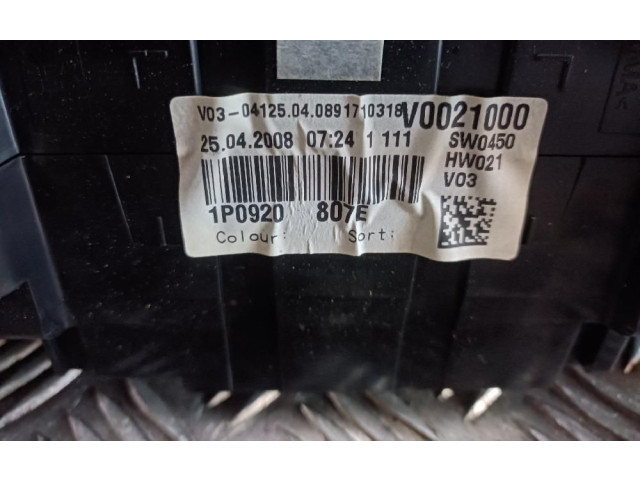 V03-04125.04.0891710318 V0021000
25.04.2008 07:24 1 111 SW0450
HW021
V03
1P0920 807E
Colour: Sort: